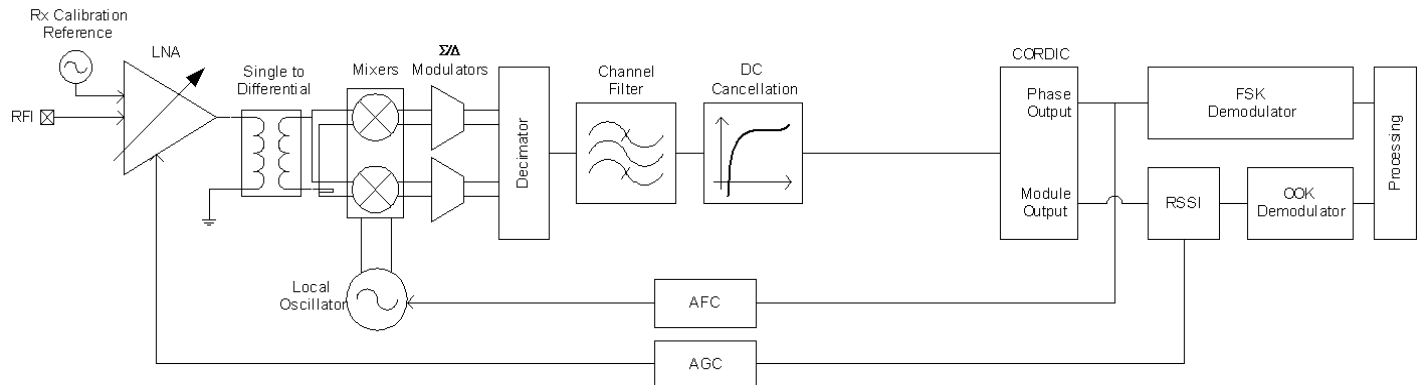 Rx Calibration
Reference
LNA
RFI
Single to
Differential
Mixers
Σ/Δ
Modulators
Decimator
Channel
Filter
DC
Cancellation
CORDIC
Phase
Output
Module
Output
FSK
Demodulator
RSSI
OOK
Demodulator
Processing
Local
Oscillator
AFC
AGC